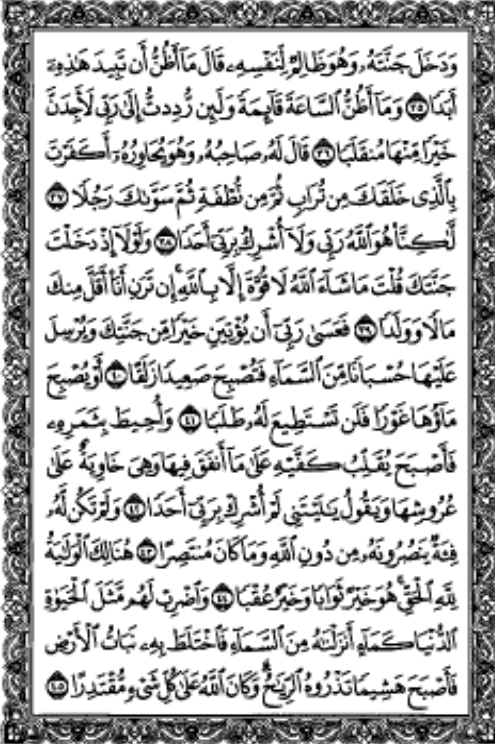 وَدَخَلَ جَنَّتَهُۥ وَهُوَ ظَالِمٌ لِّنَفْسِهِۦ قَالَ مَآ أَظُنُّ أَن تَبِيدَ هَٰذِهِۦٓ
أَبَدًا ٣٥ وَمَآ أَظُنُّ ٱلسَّاعَةَ قَآئِمَةً وَلَئِن رُّدِدتُّ إِلَىٰ رَبِّى لَأَجِدَنَّ
خَيْرًا مِّنْهَا مُنقَلَبًا ٣٦ قَالَ لَهُۥ صَاحِبُهُۥ وَهُوَ يُحَاوِرُهُۥٓ أَكَفَرْتَ
بِٱلَّذِى خَلَقَكَ مِن تُرَابٍ ثُمَّ مِن نُّطْفَةٍ ثُمَّ سَوَّىٰكَ رَجُلًا ٣٧
لَّٰكِنَّا۠ هُوَ ٱللَّهُ رَبِّى وَلَآ أُشْرِكُ بِرَبِّىٓ أَحَدًا ٣٨ وَلَوْلَآ إِذْ دَخَلْتَ
جَنَّتَكَ قُلْتَ مَا شَآءَ ٱللَّهُ لَا قُوَّةَ إِلَّا بِٱللَّهِ ۚ إِن تَرَنِ أَنَا۠ أَقَلَّ مِنكَ
مَالًا وَوَلَدًا ٣٩ فَعَسَىٰ رَبِّىٓ أَن يُؤْتِيَنِ خَيْرًا مِّن جَنَّتِكَ وَيُرْسِلَ
عَلَيْهَا حُسْبَانًا مِّنَ ٱلسَّمَآءِ فَتُصْبِحَ صَعِيدًا زَلَقًا ٤٠ أَوْ يُصْبِحَ
مَآؤُهَا غَوْرًا فَلَن تَسْتَطِيعَ لَهُۥ طَلَبًا ٤١ وَأُحِيطَ بِثَمَرِهِۦ
فَأَصْبَحَ يُقَلِّبُ كَفَّيْهِ عَلَىٰ مَآ أَنفَقَ فِيهَا وَهِىَ خَاوِيَةٌ عَلَىٰ
عُرُوشِهَا وَيَقُولُ يَٰلَيْتَنِى لَمْ أُشْرِكْ بِرَبِّىٓ أَحَدًا ٤٢ وَلَمْ تَكُن لَّهُۥ
فِئَةٌ يَنصُرُونَهُۥ مِن دُونِ ٱللَّهِ وَمَا كَانَ مُنتَصِرًا ٤٣ هُنَالِكَ ٱلْوَلَٰيَةُ
لِلَّهِ ٱلْحَقِّ ۚ هُوَ خَيْرٌ ثَوَابًا وَخَيْرٌ عُقْبًا ٤٤ وَٱضْرِبْ لَهُم مَّثَلَ ٱلْحَيَوٰةِ
ٱلدُّنْيَا كَمَآءٍ أَنزَلْنَٰهُ مِنَ ٱلسَّمَآءِ فَٱخْتَلَطَ بِهِۦ نَبَاتُ ٱلْأَرْضِ
فَأَصْبَحَ هَشِيمًا تَذْرُوهُ ٱلرِّيَٰحُ ۗ وَكَانَ ٱللَّهُ عَلَىٰ كُلِّ شَىْءٍ مُّقْتَدِرًا ٤٥